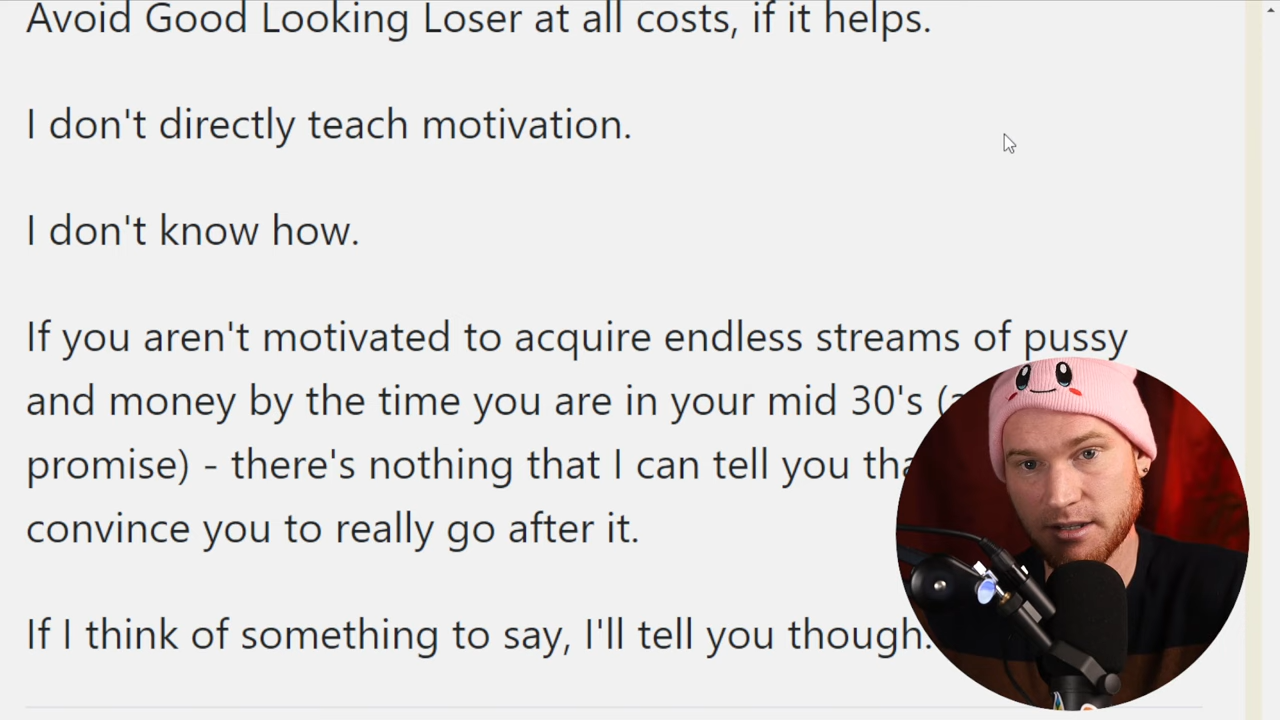 Avoid Good Looking Loser at all costs, if it helps.
I don't directly teach motivation.
I don't know how.
If you aren't motivated to acquire endless streams of pussy
and money by the time you are in your mid 30's (
promise) - there's nothing that I can tell you
convince you to really go after it.
If I think of something to say, I'll tell you though.